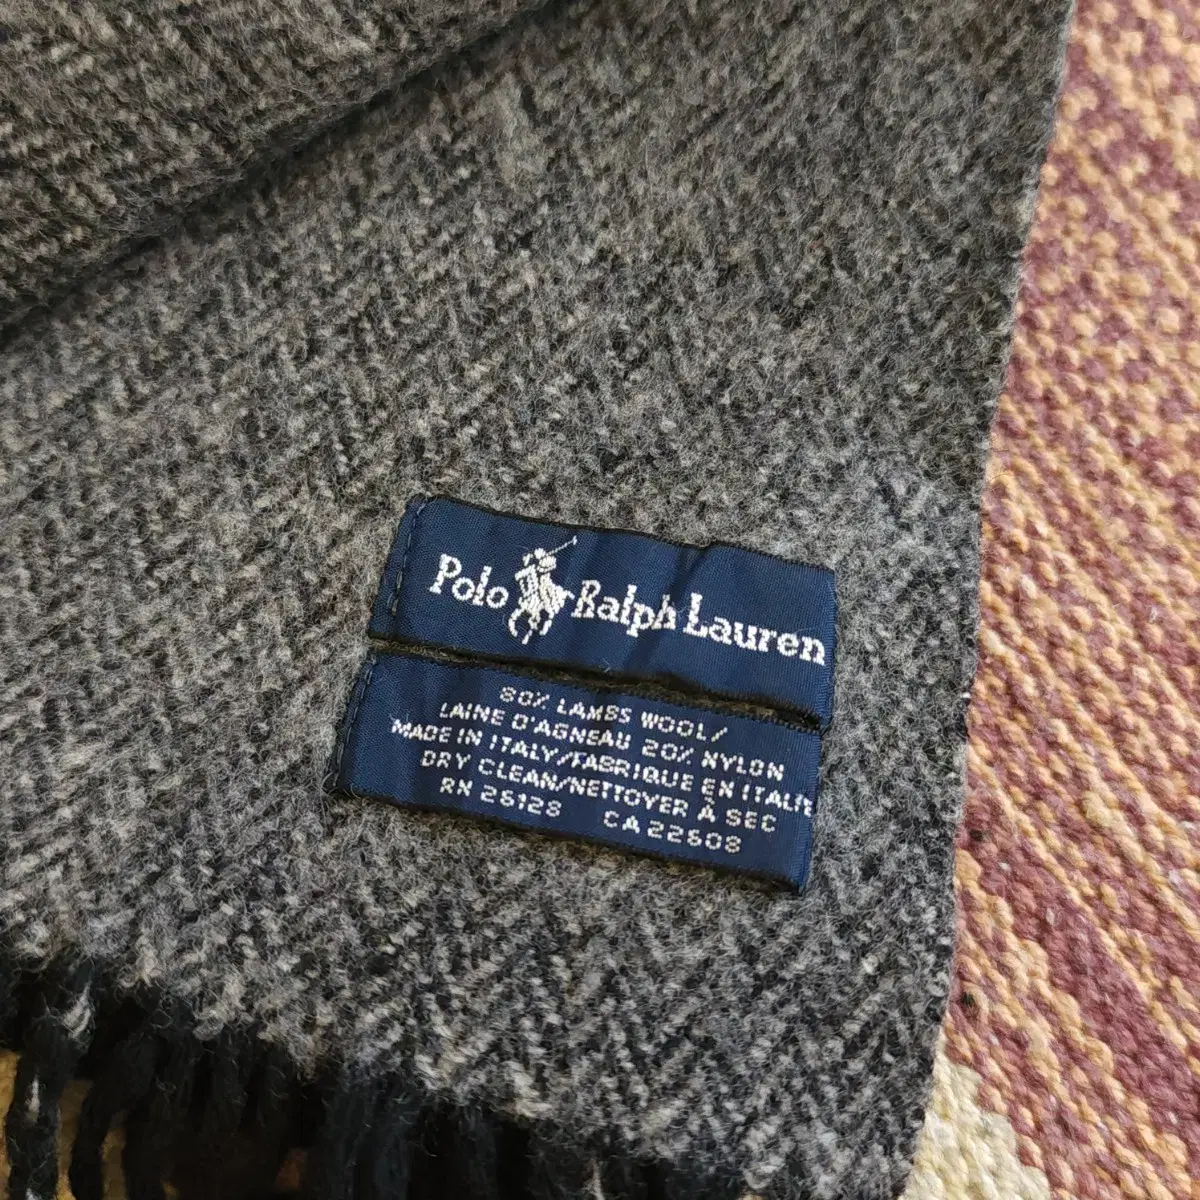 Polo Ralph Lauren
80% LAMBS WOOL/
LAINE D'AGNEAU 20% NYLON
MADE IN ITALY/FABRIQUE EN ITALIE
DRY CLEAN/NETTOYER À SEC
RN 26128 CA 22608